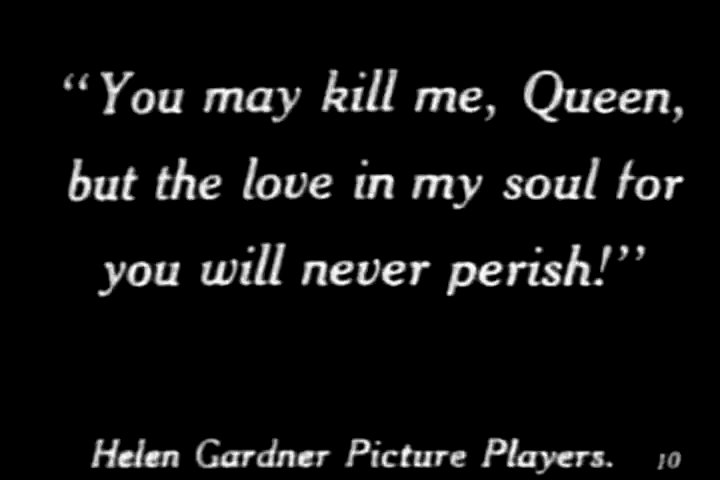 “You may kill me, Queen,
but the love in my soul for
you will never perish!”
Helen Gardner Picture Players. 10